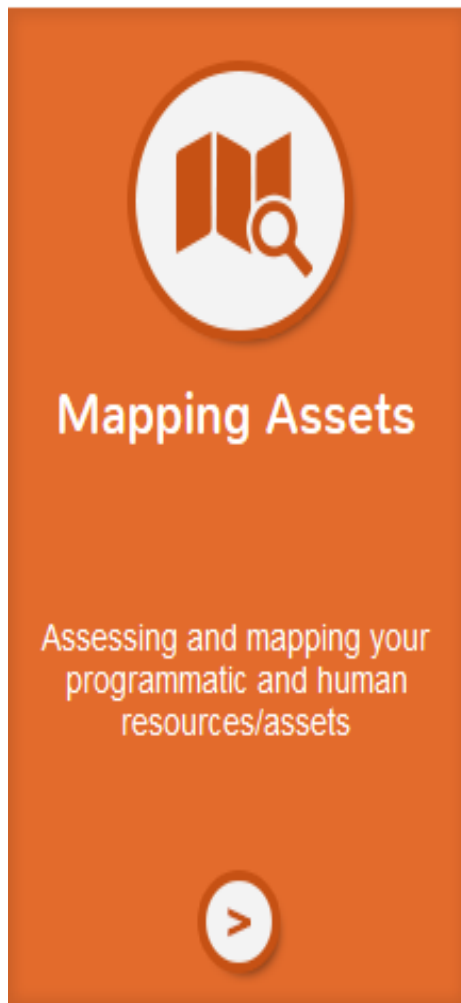 Mapping Assets
Assessing and mapping your
programmatic and human
resources/assets
>